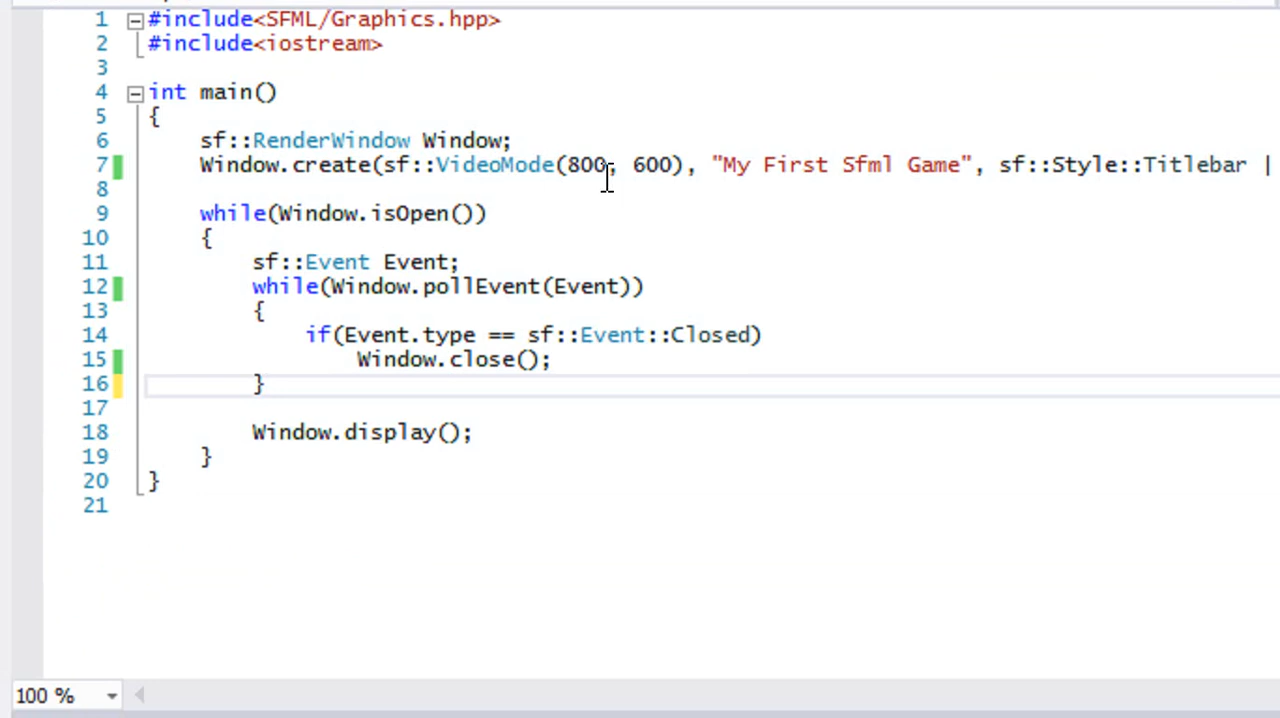 1 #include<SFML/Graphics.hpp>
2 #include<iostream>
3
4 int main()
5 {
6 sf::RenderWindow Window;
7 Window.create(sf::VideoMode(800, 600), "My First Sfml Game", sf::Style::Titlebar |
8
9 while(Window.isOpen())
10 {
11 sf::Event Event;
12 while(Window.pollEvent(Event))
13 {
14 if(Event.type == sf::Event::Closed)
15 Window.close();
16 }
17
18 Window.display();
19 }
20 }
21
100 %